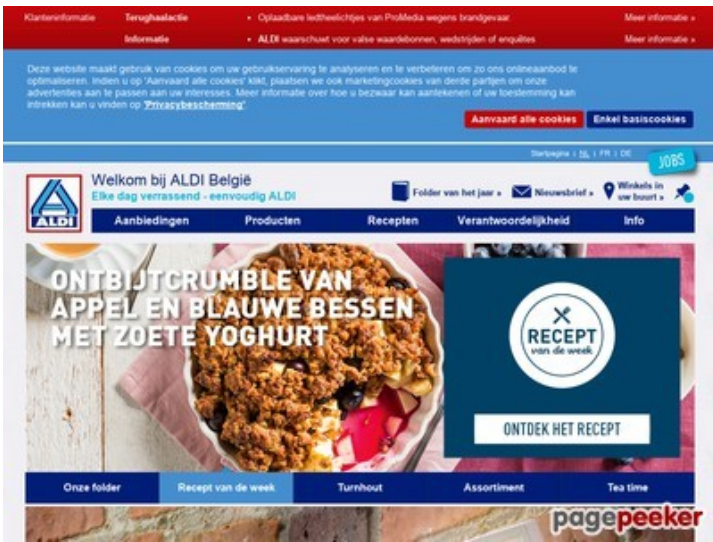 Klanteninformatie
Terughaalactie
• Oplaadbare ledtheelichtjes van ProMedia wegens brandgevaar.
Meer informatie »
Informatie
• ALDI waarschuwt voor valse waardebonnen, wedstrijden of enquêtes
Meer informatie »
Deze website maakt gebruik van cookies om uw gebruikservaring te analyseren en te verbeteren om zo ons onlineaanbod te
optimaliseren. Indien u op 'Aanvaard alle cookies' klikt, plaatsen we ook marketingcookies van derde partijen om onze
advertenties aan te passen aan uw interesses. Meer informatie over hoe u bezwaar kan aantekenen of uw toestemming kan
intrekken kan u vinden op 'Privacybescherming'.
Aanvaard alle cookies
Enkel basiscookies
Startpagina | NL | FR | DE
JOBS
ALDI
Welkom bij ALDI België
Elke dag verrassend - eenvoudig ALDI
Folder van het jaar »
Nieuwsbrief »
Winkels in
uw buurt »
Aanbiedingen
Producten
Recepten
Verantwoordelijkheid
Info
ONTBIJTCRUMBLE VAN
APPEL EN BLAUWE BESSEN
MET ZOETE YOGHURT
RECEPT
van de week
ONTDEK HET RECEPT
Onze folder
Recept van de week
Turnhout
Assortiment
Tea time
pagepeeker